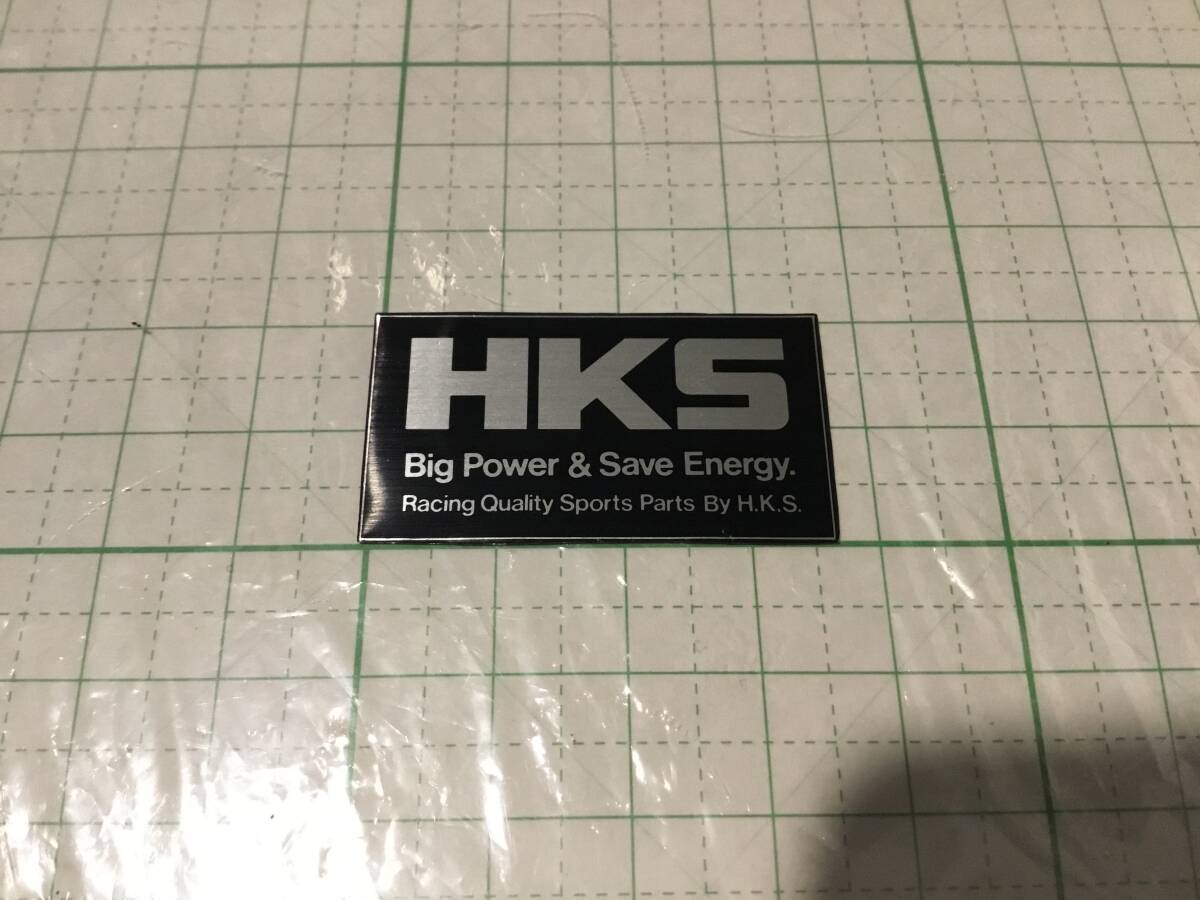 HKS
Big Power & Save Energy.
Racing Quality Sports Parts By H.K.S.